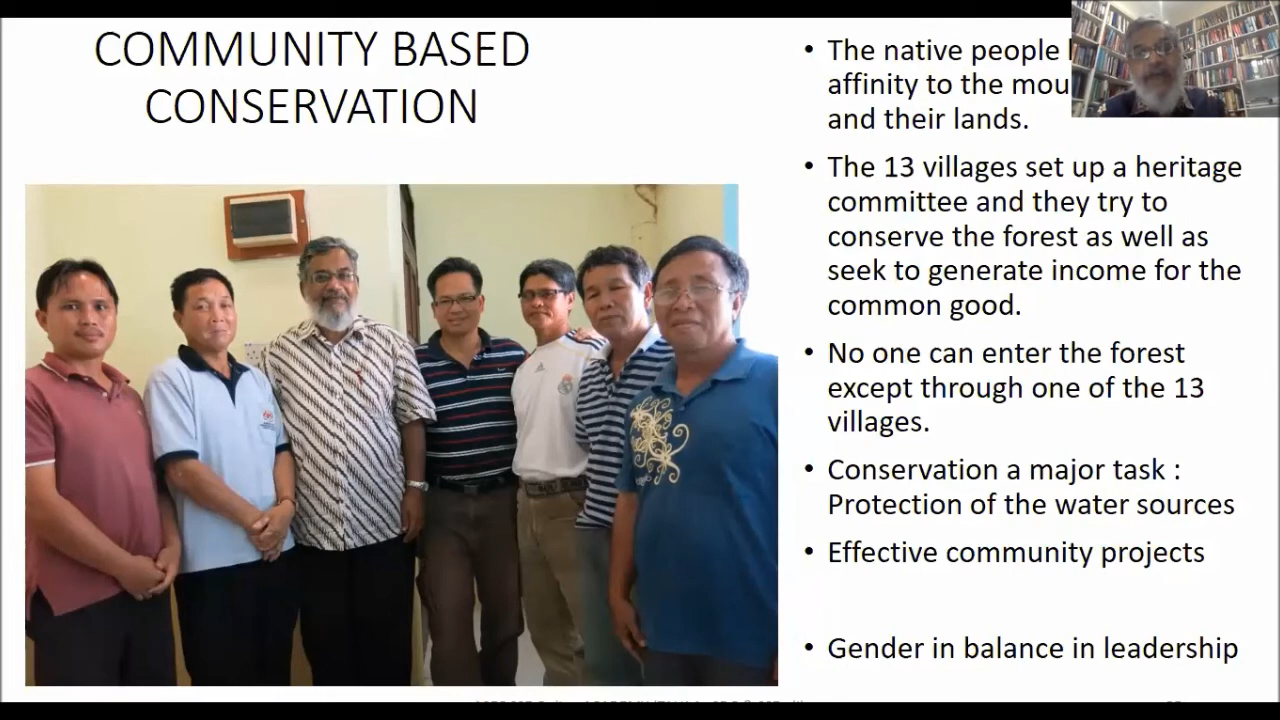 COMMUNITY BASED
CONSERVATION
• The native people
affinity to the mou
and their lands.
• The 13 villages set up a heritage
committee and they try to
conserve the forest as well as
seek to generate income for the
common good.
• No one can enter the forest
except through one of the 13
villages.
• Conservation a major task :
Protection of the water sources
• Effective community projects
• Gender in balance in leadership